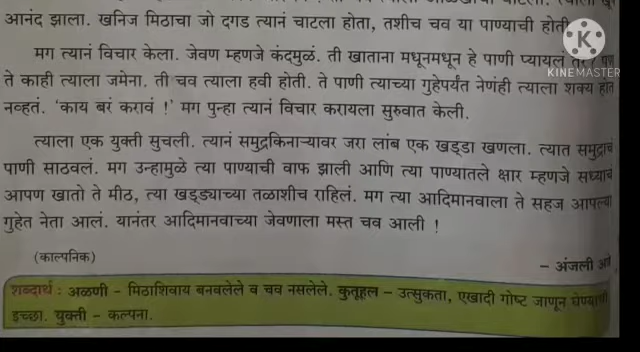 आनंद झाला. खनिज मिठाचा जो दगड त्यानं चाटला होता, तशीच चव या पाण्याची होती
मग त्यानं विचार केला. जेवण म्हणजे कंदमुळं. ती खाताना मधूनमधून हे पाणी प्यायलं तर? पण
ते काही त्याला जमेना. ती चव त्याला हवी होती. ते पाणी त्याच्या गुहेपर्यंत नेणंही त्याला शक्य होत
नव्हतं. ‘काय बरं करावं !’ मग पुन्हा त्यानं विचार करायला सुरुवात केली.
त्याला एक युक्ती सुचली. त्यानं समुद्रकिनाऱ्यावर जरा लांब एक खड्डा खणला. त्यात समुद्राचं
पाणी साठवलं. मग उन्हामुळे त्या पाण्याची वाफ झाली आणि त्या पाण्यातले क्षार म्हणजे सध्याचं
आपण खातो ते मीठ, त्या खड्ड्याच्या तळाशीच राहिलं. मग त्या आदिमानवाला ते सहज आपल्या
गुहेत नेता आलं. यानंतर आदिमानवाच्या जेवणाला मस्त चव आली !
(काल्पनिक)
– अंजली
शब्दार्थ : अळणी – मिठाशिवाय बनवलेले व चव नसलेले. कुतूहल – उत्सुकता, एखादी गोष्ट जाणून घेण्याची
इच्छा. युक्ती – कल्पना.
KINEMASTER